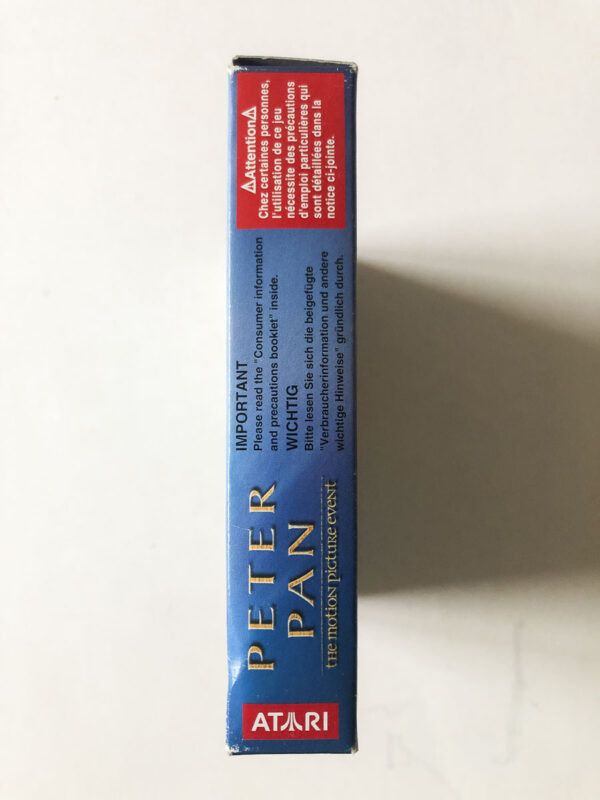 ⚠Attention⚠
Chez certaines personnes,
l'utilisation de ce jeu
nécessite des précautions
d'emploi particulières qui
sont détaillées dans la
notice ci-jointe.
IMPORTANT
Please read the "Consumer information
and precautions booklet" inside.
WICHTIG
Bitte lesen Sie sich die beigefügte
"Verbraucherinformation und andere
wichtige Hinweise" gründlich durch.
PETER
PAN
the motion picture event
ATARI